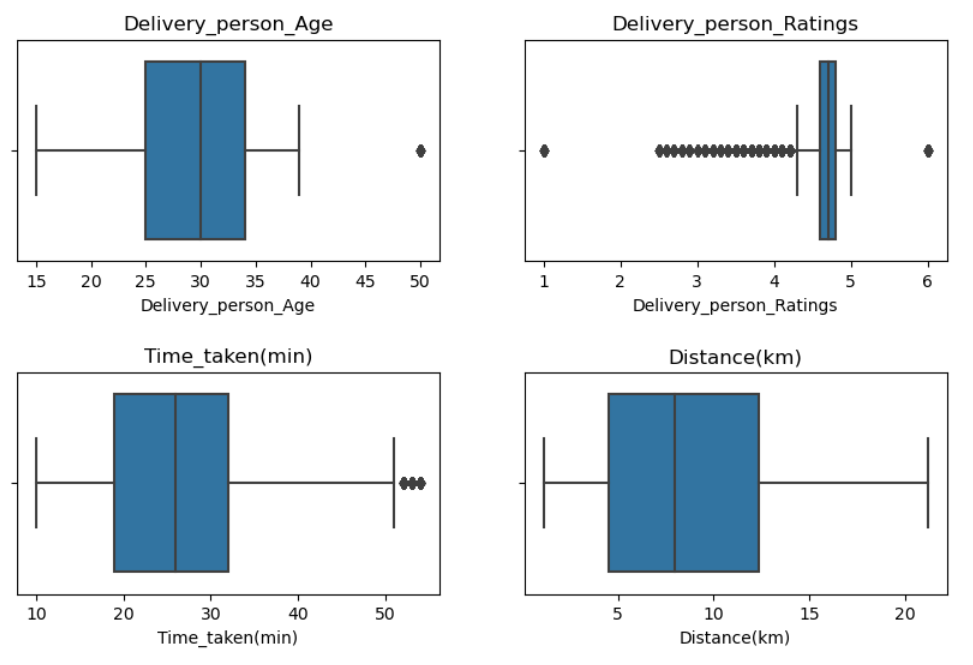 Delivery_person_Age
Delivery_person_Ratings
15 20 25 30 35 40 45 50
1 2 3 4 5 6
Delivery_person_Age
Delivery_person_Ratings
Time_taken(min)
Distance(km)
10 20 30 40 50
5 10 15 20
Time_taken(min)
Distance(km)